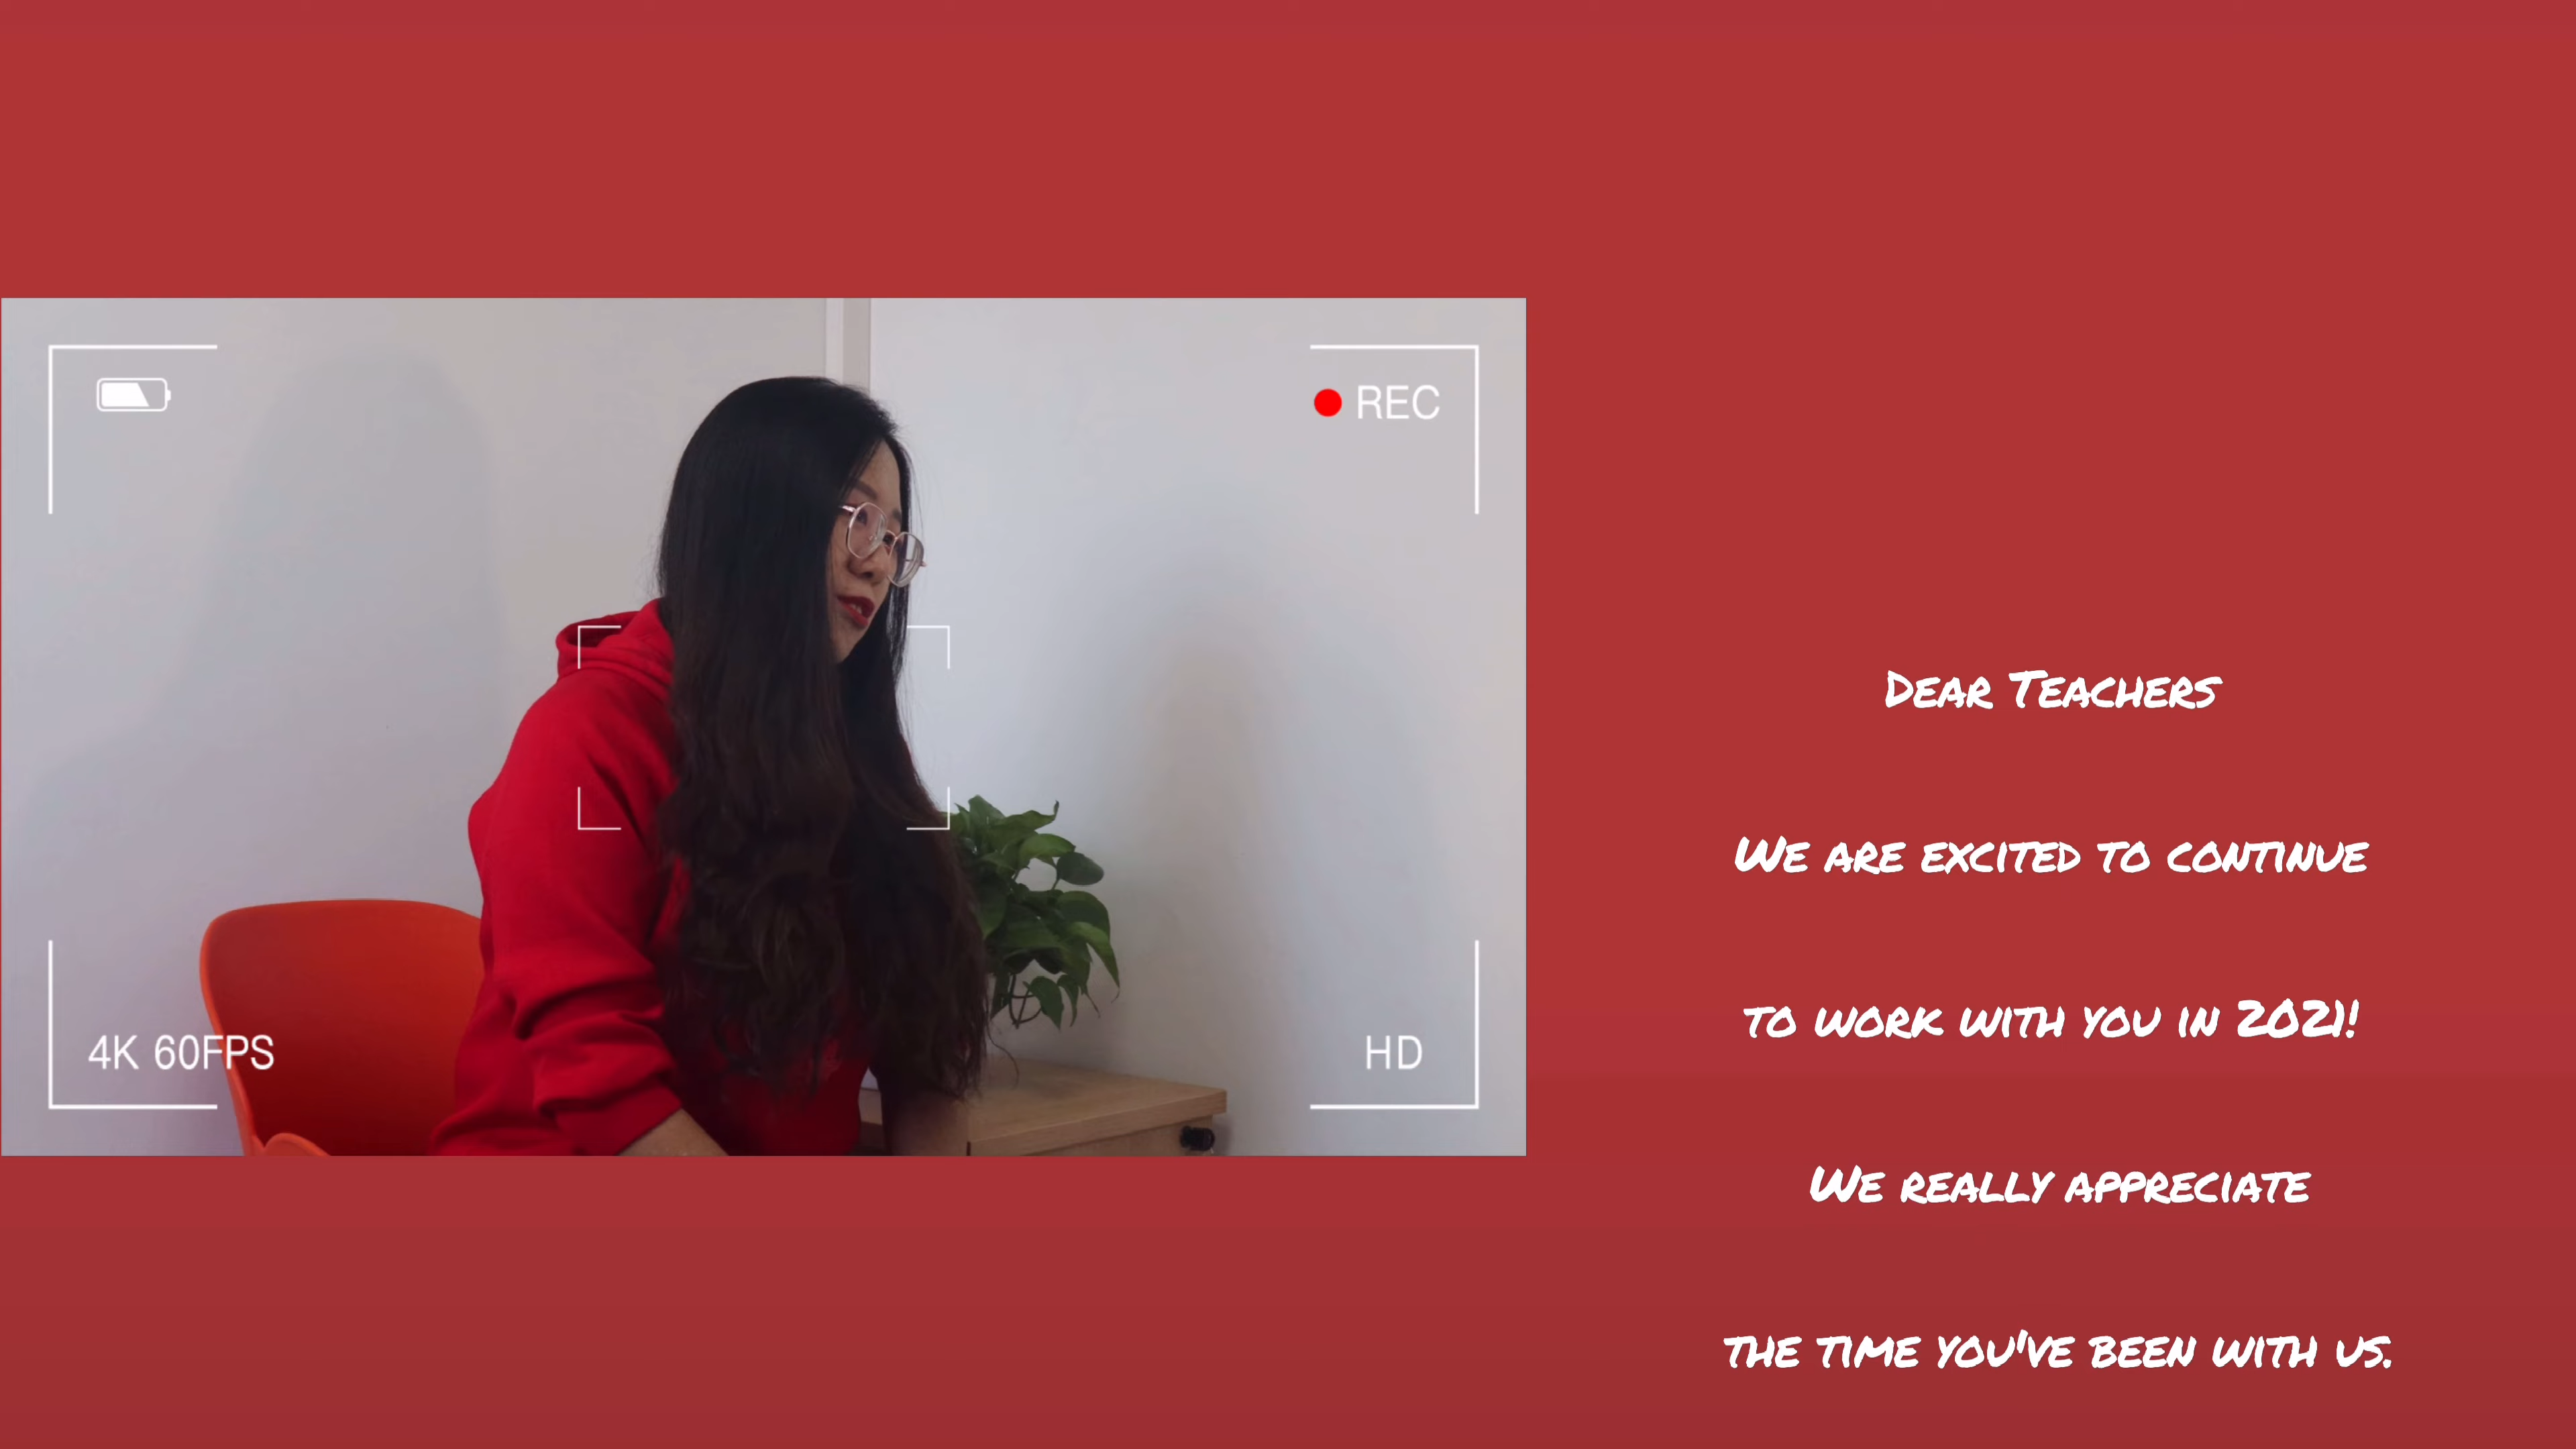 REC
4K 60FPS
HD
Dear Teachers
We are excited to continue
to work with you in 2021!
We really appreciate
the time you've been with us.